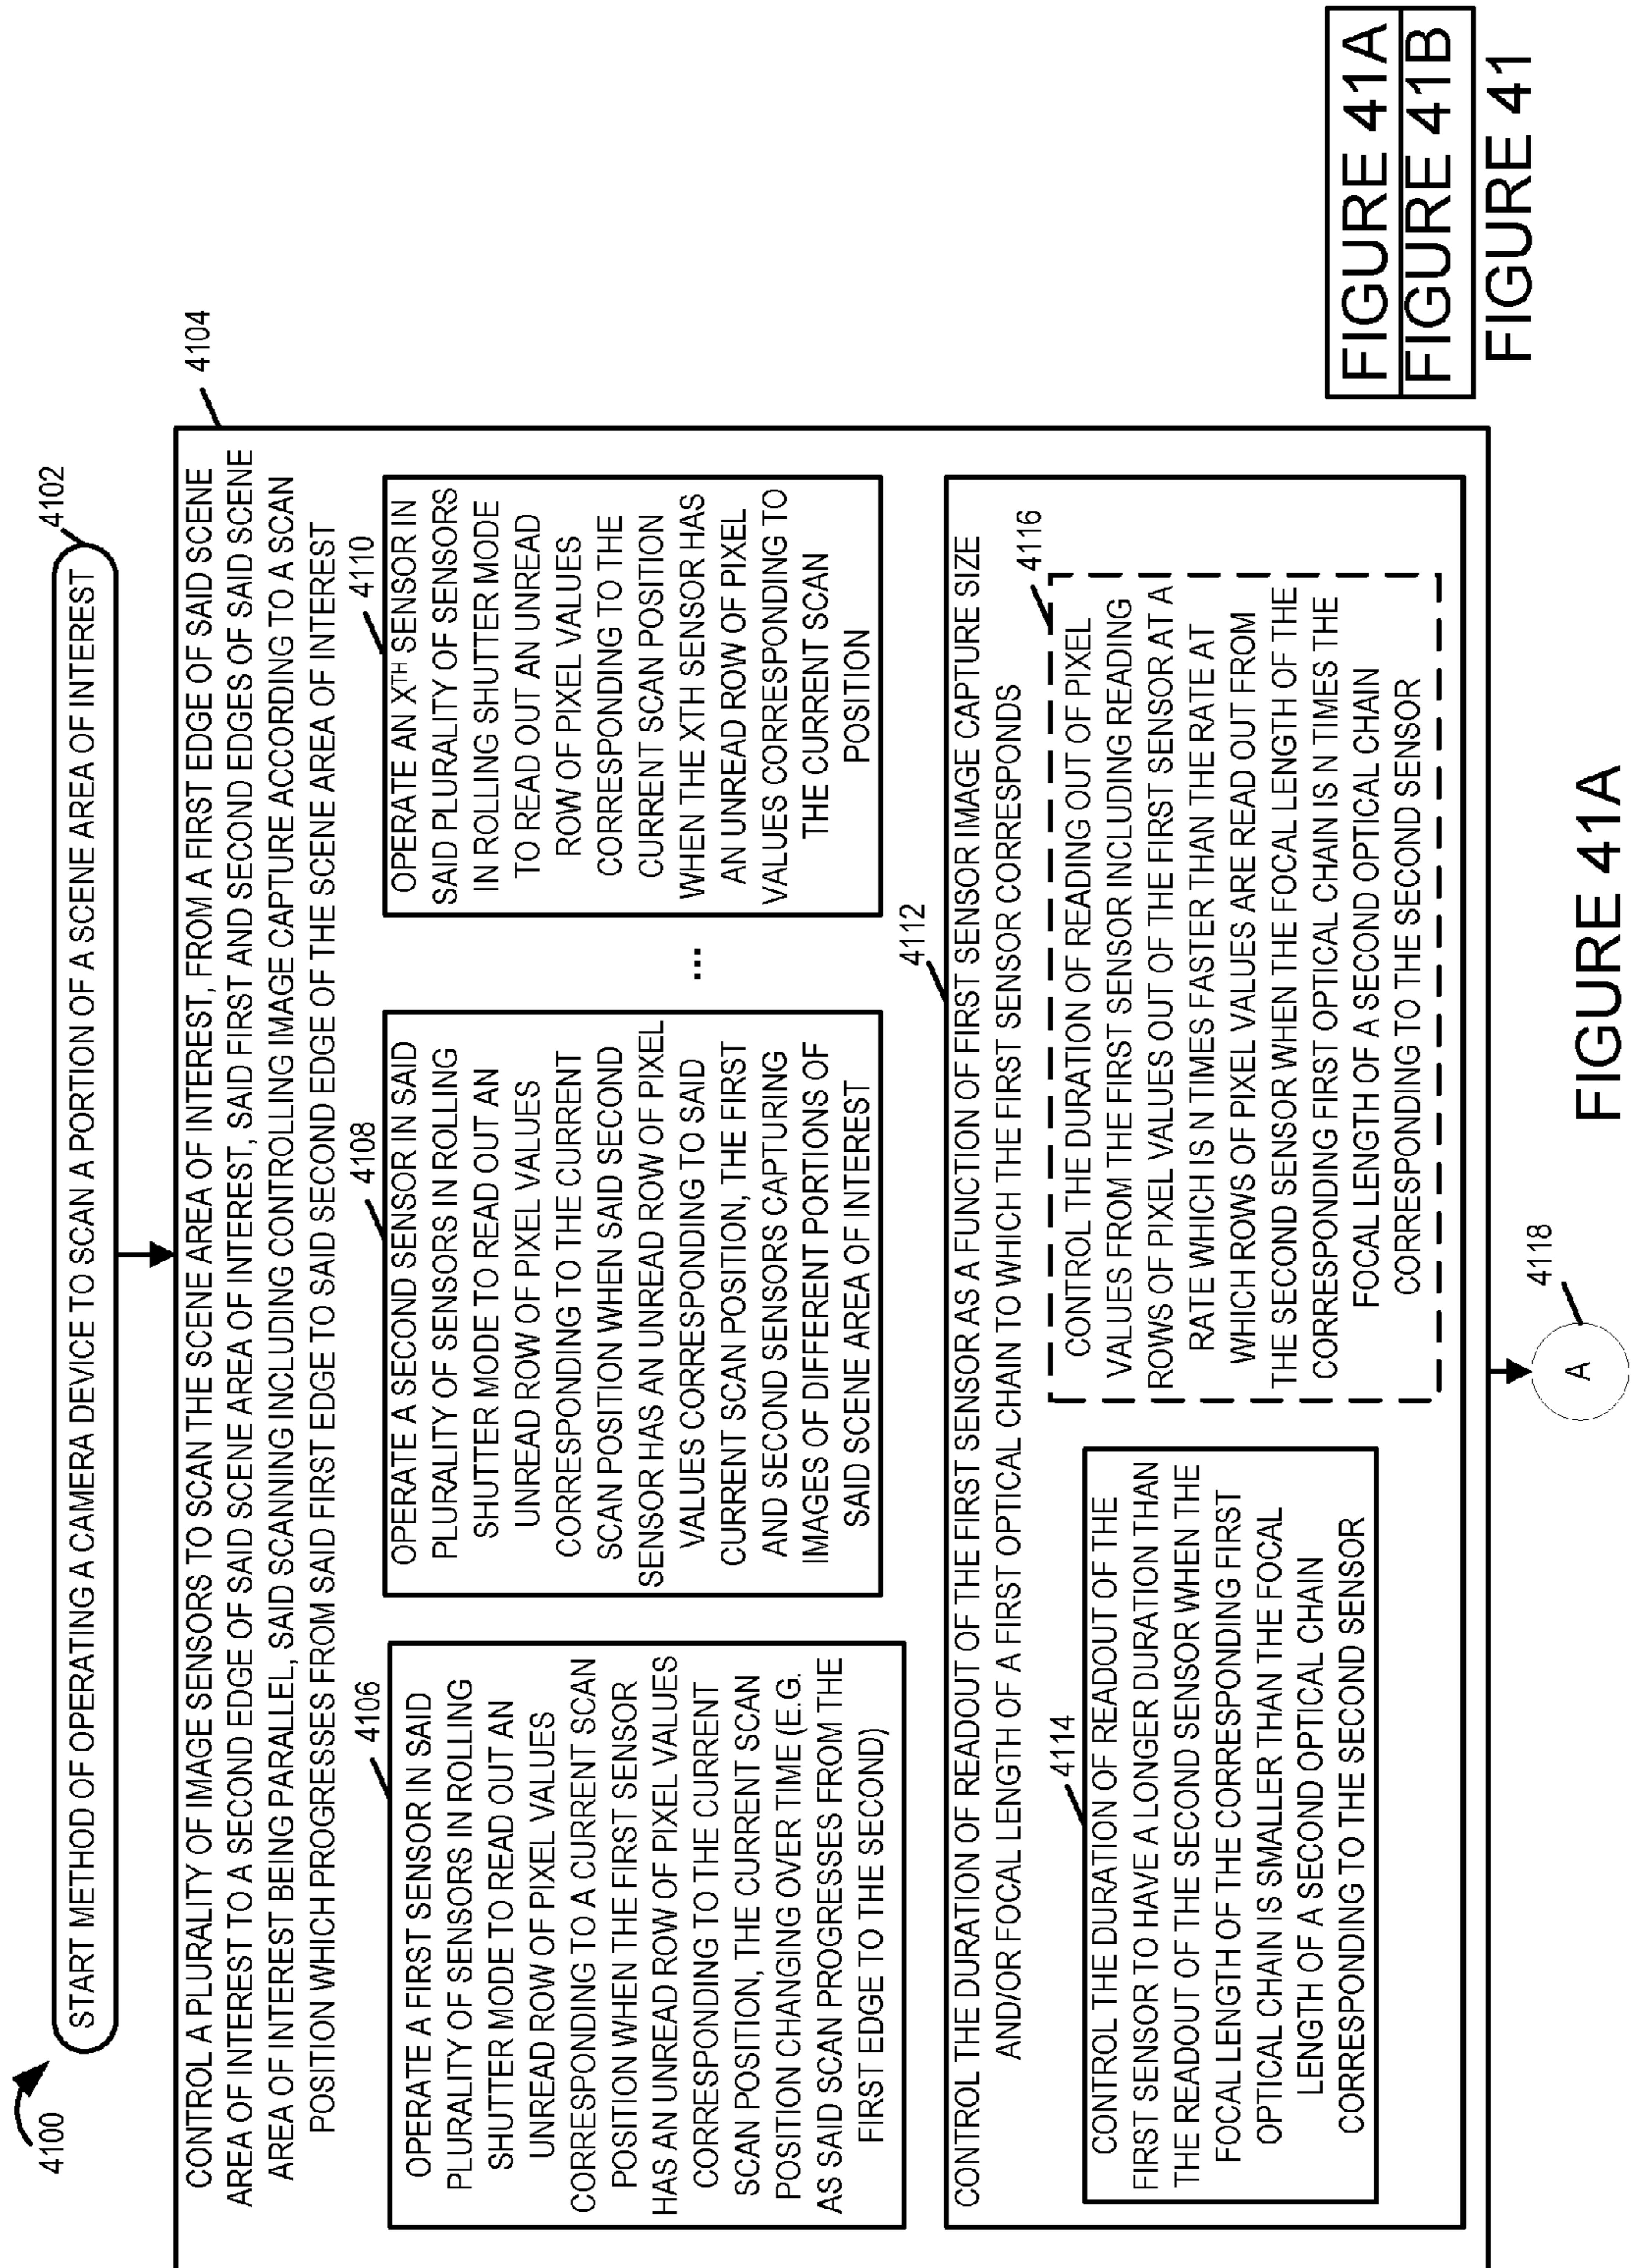 4100
START METHOD OF OPERATING A CAMERA DEVICE TO SCAN A PORTION OF A SCENE AREA OF INTEREST
4102
4104
CONTROL A PLURALITY OF IMAGE SENSORS TO SCAN THE SCENE AREA OF INTEREST, FROM A FIRST EDGE OF SAID SCENE
AREA OF INTEREST TO A SECOND EDGE OF SAID SCENE AREA OF INTEREST, SAID FIRST AND SECOND EDGES OF SAID SCENE
AREA OF INTEREST BEING PARALLEL, SAID SCANNING INCLUDING CONTROLLING IMAGE CAPTURE ACCORDING TO A SCAN
POSITION WHICH PROGRESSES FROM SAID FIRST EDGE TO SAID SECOND EDGE OF THE SCENE AREA OF INTEREST
4106
OPERATE A FIRST SENSOR IN SAID
PLURALITY OF SENSORS IN ROLLING
SHUTTER MODE TO READ OUT AN
UNREAD ROW OF PIXEL VALUES
CORRESPONDING TO A CURRENT SCAN
POSITION WHEN THE FIRST SENSOR
HAS AN UNREAD ROW OF PIXEL VALUES
CORRESPONDING TO THE CURRENT
SCAN POSITION, THE CURRENT SCAN
POSITION CHANGING OVER TIME (E.G.
AS SAID SCAN PROGRESSES FROM THE
FIRST EDGE TO THE SECOND)
4108
OPERATE A SECOND SENSOR IN SAID
PLURALITY OF SENSORS IN ROLLING
SHUTTER MODE TO READ OUT AN
UNREAD ROW OF PIXEL VALUES
CORRESPONDING TO THE CURRENT
SCAN POSITION WHEN SAID SECOND
SENSOR HAS AN UNREAD ROW OF PIXEL
VALUES CORRESPONDING TO SAID
CURRENT SCAN POSITION, THE FIRST
AND SECOND SENSORS CAPTURING
IMAGES OF DIFFERENT PORTIONS OF
SAID SCENE AREA OF INTEREST
...
4110
OPERATE AN XTH SENSOR IN
SAID PLURALITY OF SENSORS
IN ROLLING SHUTTER MODE
TO READ OUT AN UNREAD
ROW OF PIXEL VALUES
CORRESPONDING TO THE
CURRENT SCAN POSITION
WHEN THE XTH SENSOR HAS
AN UNREAD ROW OF PIXEL
VALUES CORRESPONDING TO
THE CURRENT SCAN
POSITION
4112
CONTROL THE DURATION OF READOUT OF THE FIRST SENSOR AS A FUNCTION OF FIRST SENSOR IMAGE CAPTURE SIZE
AND/OR FOCAL LENGTH OF A FIRST OPTICAL CHAIN TO WHICH THE FIRST SENSOR CORRESPONDS
4114
CONTROL THE DURATION OF READOUT OF THE
FIRST SENSOR TO HAVE A LONGER DURATION THAN
THE READOUT OF THE SECOND SENSOR WHEN THE
FOCAL LENGTH OF THE CORRESPONDING FIRST
OPTICAL CHAIN IS SMALLER THAN THE FOCAL
LENGTH OF A SECOND OPTICAL CHAIN
CORRESPONDING TO THE SECOND SENSOR
4116
CONTROL THE DURATION OF READING OUT OF PIXEL
VALUES FROM THE FIRST SENSOR INCLUDING READING
ROWS OF PIXEL VALUES OUT OF THE FIRST SENSOR AT A
RATE WHICH IS N TIMES FASTER THAN THE RATE AT
WHICH ROWS OF PIXEL VALUES ARE READ OUT FROM
THE SECOND SENSOR WHEN THE FOCAL LENGTH OF THE
CORRESPONDING FIRST OPTICAL CHAIN IS N TIMES THE
FOCAL LENGTH OF A SECOND OPTICAL CHAIN
CORRESPONDING TO THE SECOND SENSOR
A
4118
FIGURE 41A
FIGURE 41A
FIGURE 41B
FIGURE 41